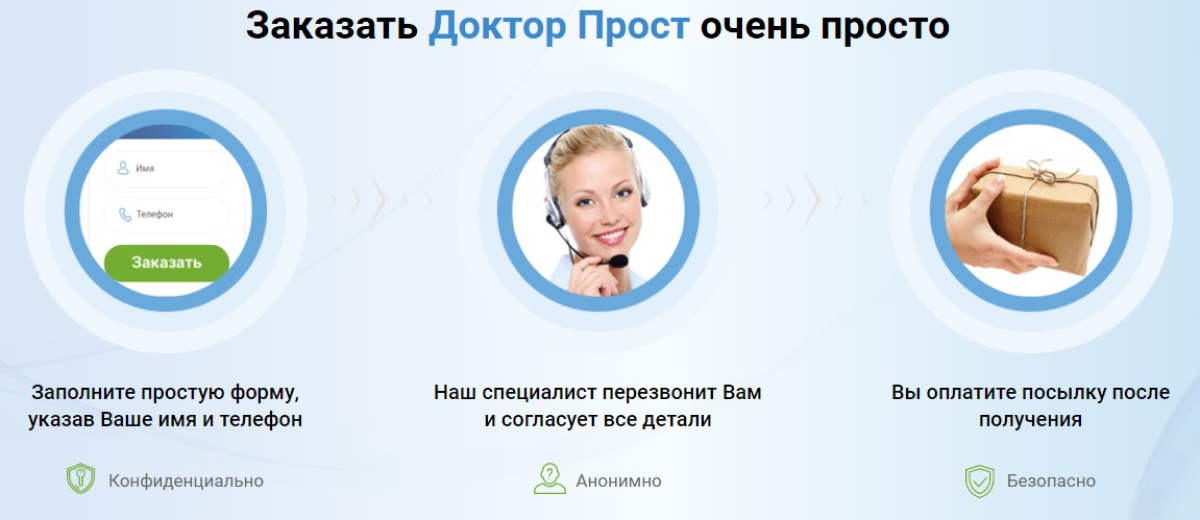 Заказать Доктор Прост очень просто
Имя
Телефон
Заказать
Заполните простую форму,
указав Ваше имя и телефон
Наш специалист перезвонит Вам
и согласует все детали
Вы оплатите посылку после
получения
Конфиденциально
?
Анонимно
Безопасно